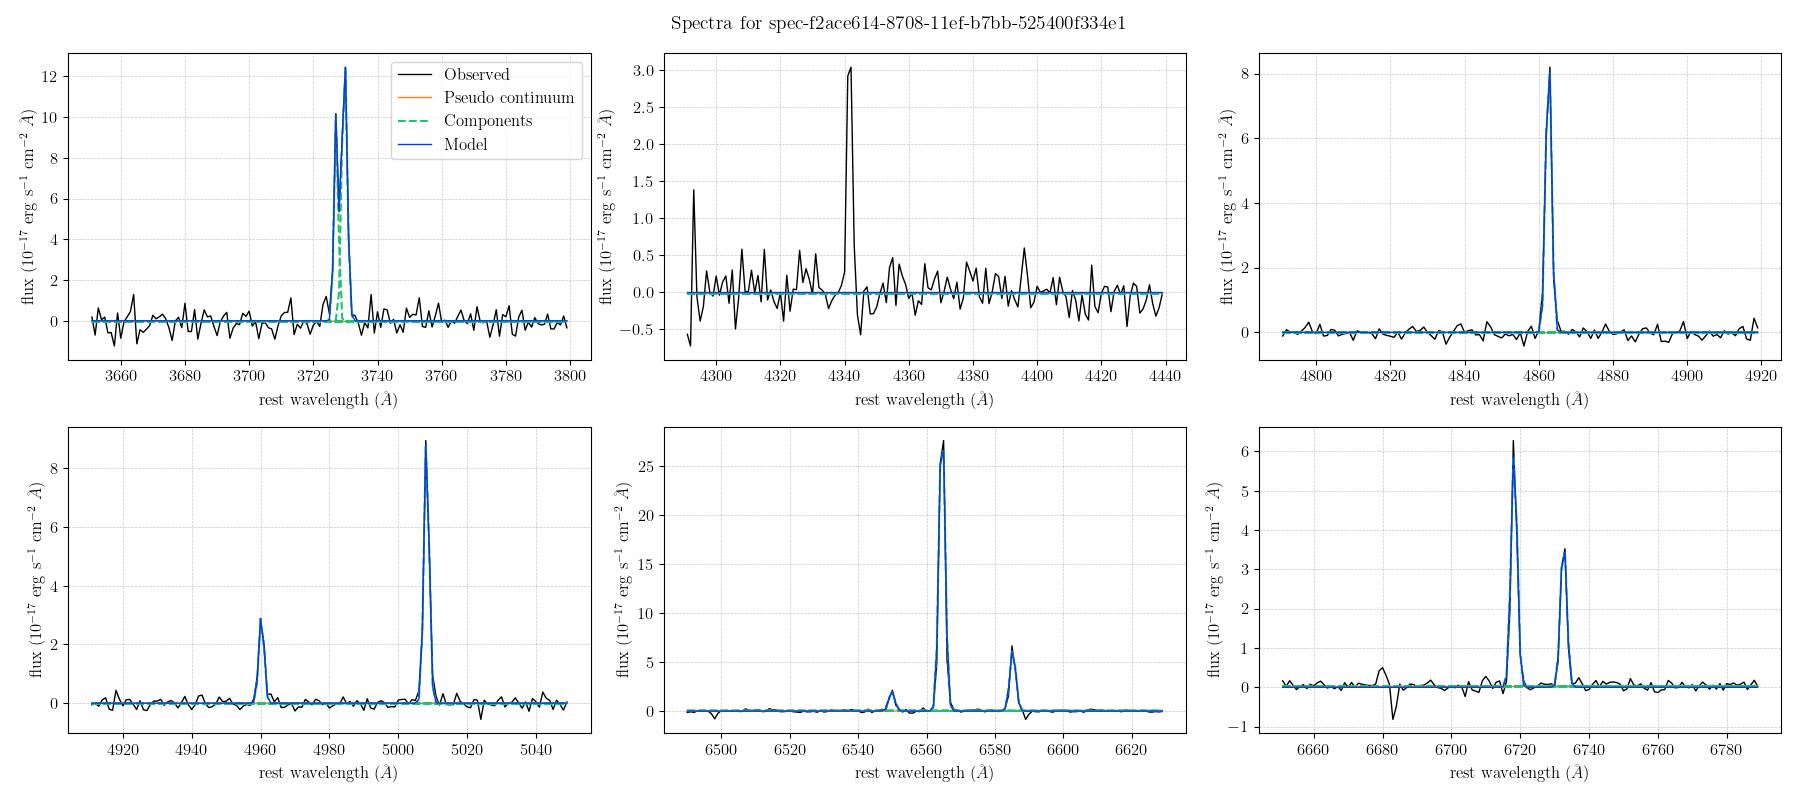 Spectra for spec-f2ace614-8708-11ef-b7bb-525400f334e1
flux (10⁻¹⁷ erg s⁻¹ cm⁻² Å)
12
10
8
6
4
2
0
Observed
Pseudo continuum
Components
Model
3660 3680 3700 3720 3740 3760 3780 3800
rest wavelength (Å)
flux (10⁻¹⁷ erg s⁻¹ cm⁻² Å)
3.0
2.5
2.0
1.5
1.0
0.5
0.0
−0.5
4300 4320 4340 4360 4380 4400 4420 4440
rest wavelength (Å)
flux (10⁻¹⁷ erg s⁻¹ cm⁻² Å)
8
6
4
2
0
4800 4820 4840 4860 4880 4900 4920
rest wavelength (Å)
flux (10⁻¹⁷ erg s⁻¹ cm⁻² Å)
8
6
4
2
0
4920 4940 4960 4980 5000 5020 5040
rest wavelength (Å)
flux (10⁻¹⁷ erg s⁻¹ cm⁻² Å)
25
20
15
10
5
0
6500 6520 6540 6560 6580 6600 6620
rest wavelength (Å)
flux (10⁻¹⁷ erg s⁻¹ cm⁻² Å)
6
5
4
3
2
1
0
−1
6660 6680 6700 6720 6740 6760 6780
rest wavelength (Å)